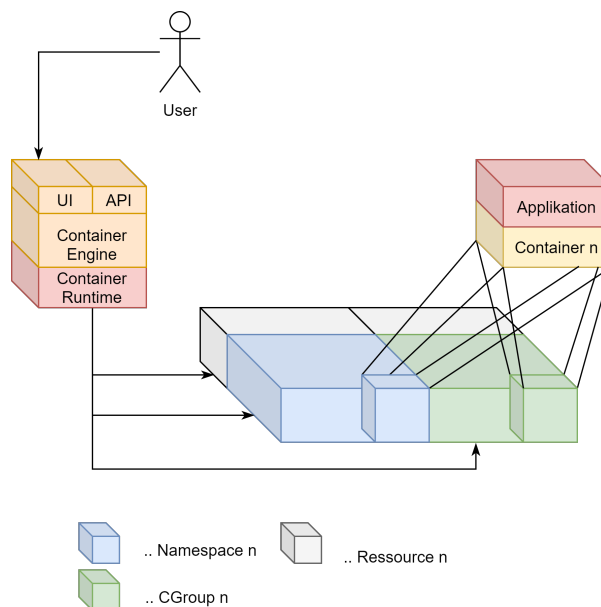 User
UI
API
Container
Engine
Container
Runtime
Applikation
Container n
.. Namespace n
.. Ressource n
.. CGroup n